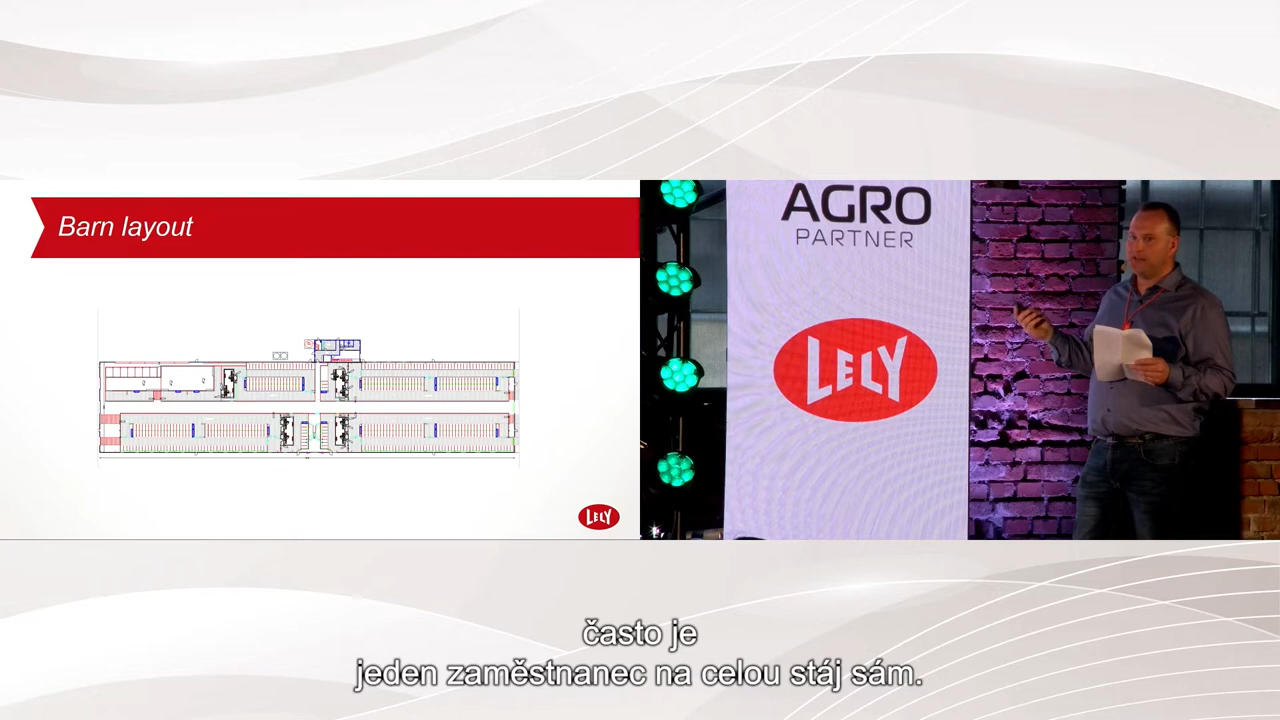 Barn layout
LELY
AGRO
PARTNER
LELY
často je
jeden zaměstnanec na celou stáj sám.